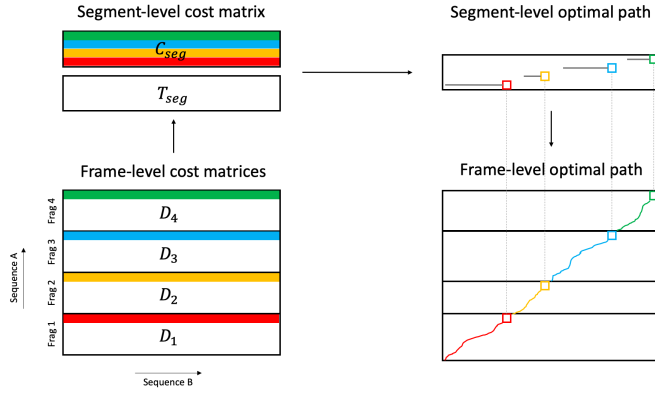 Segment-level cost matrix
C_seg
T_seg
Segment-level optimal path
Frame-level cost matrices
Frag 4
D_4
Frag 3
D_3
Frag 2
D_2
Frag 1
D_1
Sequence A
Sequence B
Frame-level optimal path